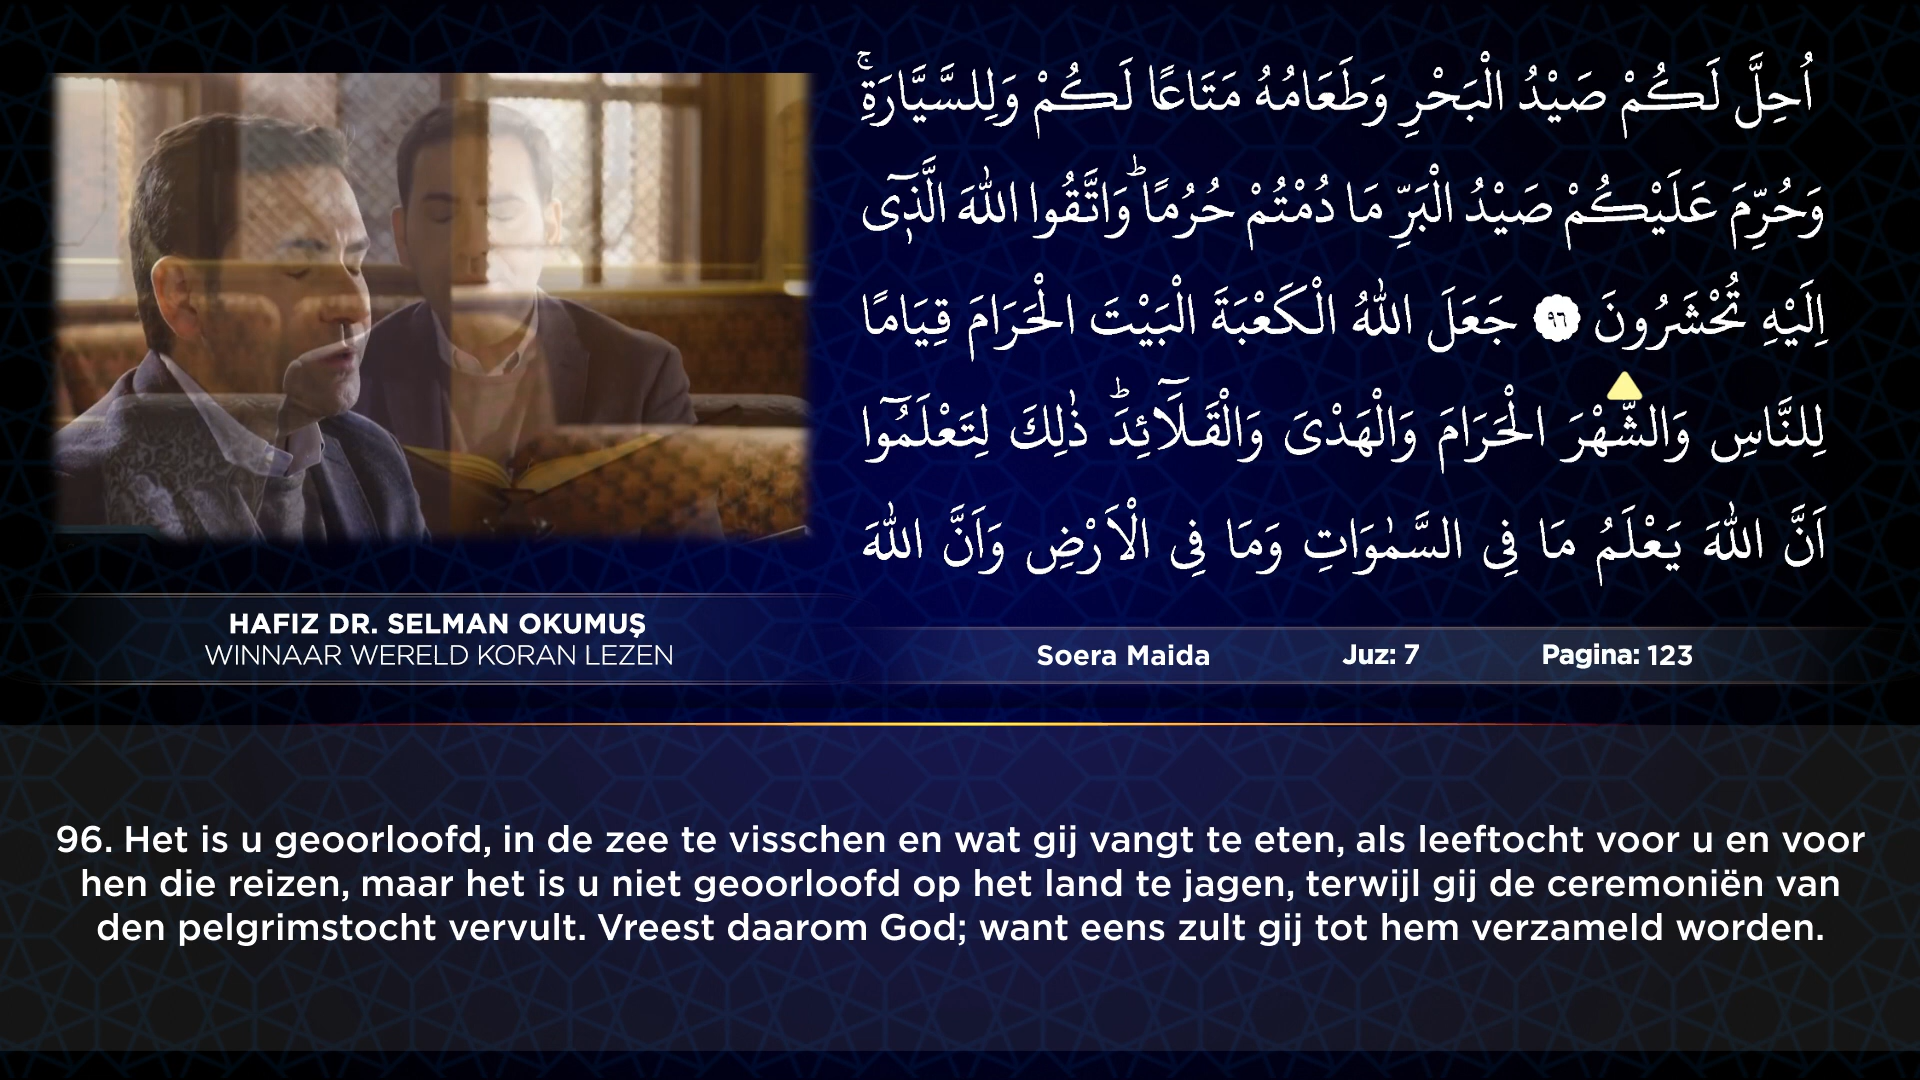 اُحِلَّ لَكُمْ صَيْدُ الْبَحْرِ وَطَعَامُهُ مَتَاعًا لَكُمْ وَلِلسَّيَّارَةِۚ
وَحُرِّمَ عَلَيْكُمْ صَيْدُ الْبَرِّ مَا دُمْتُمْ حُرُمًاۜ وَاتَّقُوا اللّٰهَ الَّذ۪ٓى
اِلَيْهِ تُحْشَرُونَ ﴿٩٦﴾ جَعَلَ اللّٰهُ الْكَعْبَةَ الْبَيْتَ الْحَرَامَ قِيَامًا
لِلنَّاسِ وَالشَّهْرَ الْحَرَامَ وَالْهَدْىَ وَالْقَلَٓائِدَۜ ذٰلِكَ لِتَعْلَمُٓوا
اَنَّ اللّٰهَ يَعْلَمُ مَا فِى السَّمٰوَاتِ وَمَا فِى الْاَرْضِ وَاَنَّ اللّٰهَ
HAFIZ DR. SELMAN OKUMUŞ
WINNAAR WERELD KORAN LEZEN
Soera Maida Juz: 7 Pagina: 123
96. Het is u geoorloofd, in de zee te visschen en wat gij vangt te eten, als leeftocht voor u en voor
hen die reizen, maar het is u niet geoorloofd op het land te jagen, terwijl gij de ceremoniën van
den pelgrimstocht vervult. Vreest daarom God; want eens zult gij tot hem verzameld worden.